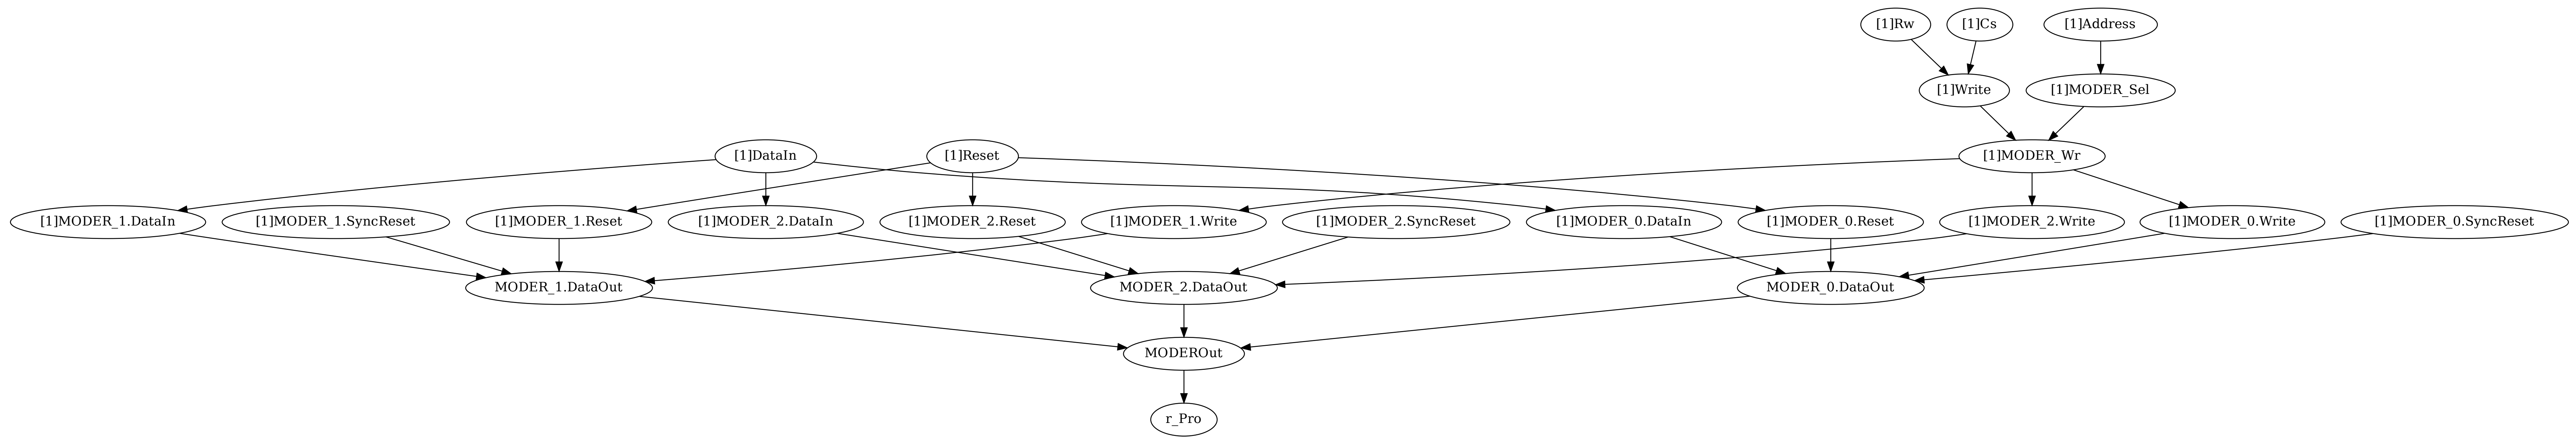 [1]Rw
[1]Cs
[1]Address
[1]Write
[1]MODER_Sel
[1]DataIn
[1]Reset
[1]MODER_Wr
[1]MODER_1.DataIn
[1]MODER_1.SyncReset
[1]MODER_1.Reset
[1]MODER_2.DataIn
[1]MODER_2.Reset
[1]MODER_1.Write
[1]MODER_2.SyncReset
[1]MODER_0.DataIn
[1]MODER_0.Reset
[1]MODER_2.Write
[1]MODER_0.Write
[1]MODER_0.SyncReset
MODER_1.DataOut
MODER_2.DataOut
MODER_0.DataOut
MODEROut
r_Pro